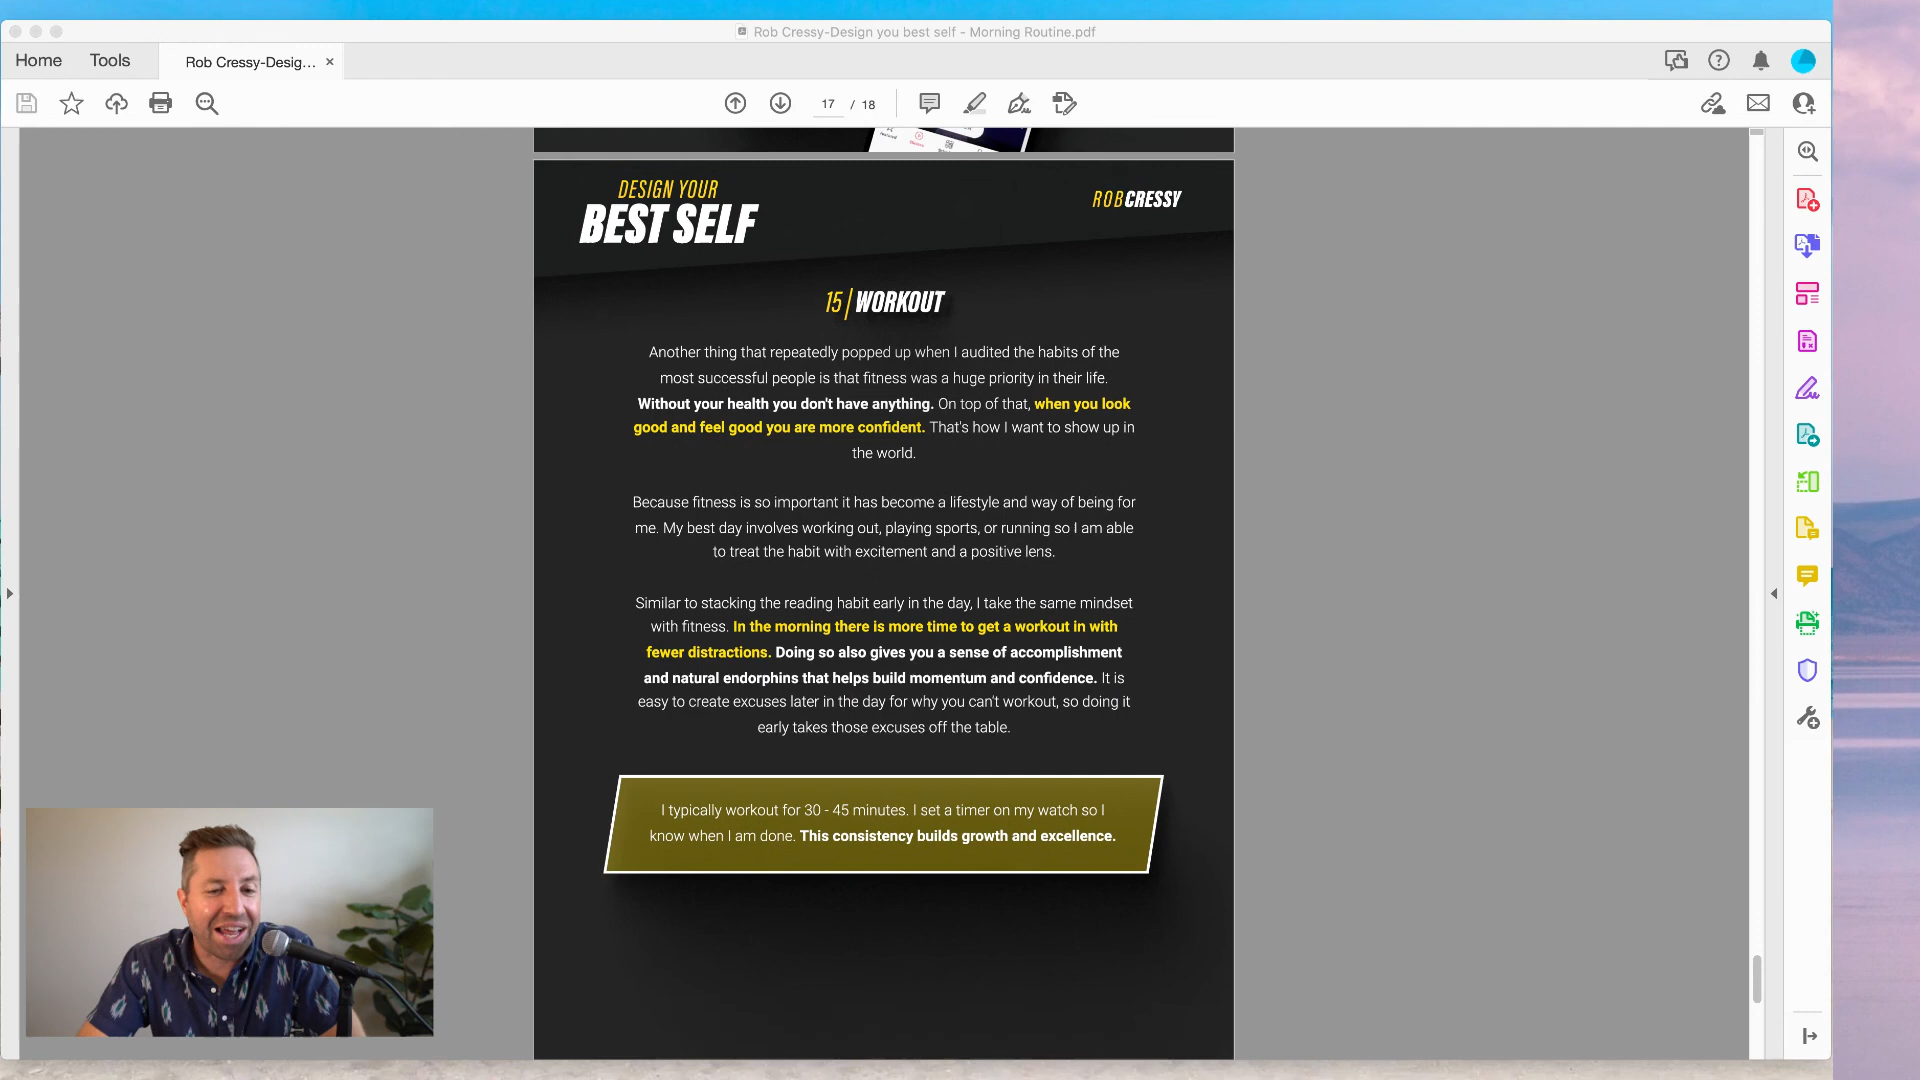 Rob Cressy-Design you best self - Morning Routine.pdf
Home
Tools
Rob Cressy-Desig... ×
17 / 18
DESIGN YOUR
BEST SELF
ROBCRESSY
15|WORKOUT
Another thing that repeatedly popped up when I audited the habits of the
most successful people is that fitness was a huge priority in their life.
Without your health you don't have anything. On top of that, when you look
good and feel good you are more confident. That's how I want to show up in
the world.
Because fitness is so important it has become a lifestyle and way of being for
me. My best day involves working out, playing sports, or running so I am able
to treat the habit with excitement and a positive lens.
Similar to stacking the reading habit early in the day, I take the same mindset
with fitness. In the morning there is more time to get a workout in with
fewer distractions. Doing so also gives you a sense of accomplishment
and natural endorphins that helps build momentum and confidence. It is
easy to create excuses later in the day for why you can't workout, so doing it
early takes those excuses off the table.
I typically workout for 30 - 45 minutes. I set a timer on my watch so I
know when I am done. This consistency builds growth and excellence.